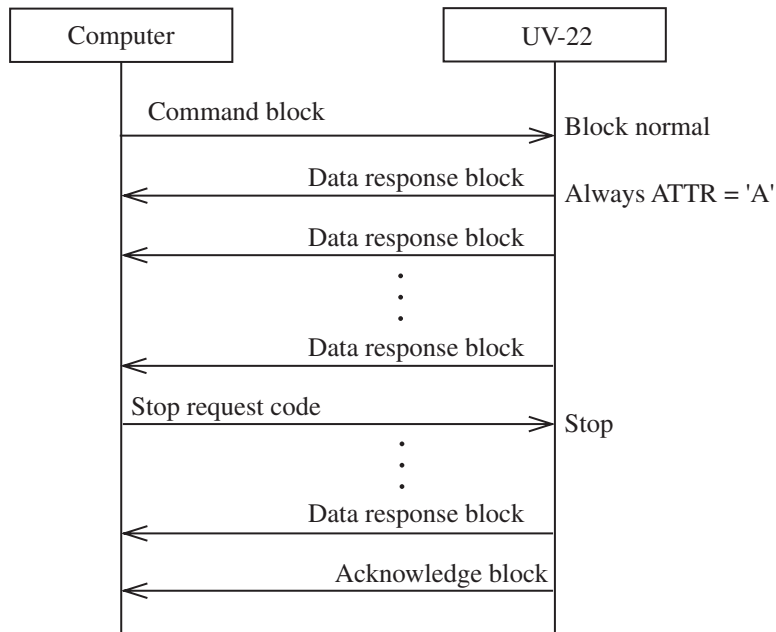 Computer
UV-22
Command block
Block normal
Data response block
Always ATTR = 'A'
Data response block
Data response block
Stop request code
Stop
Data response block
Acknowledge block